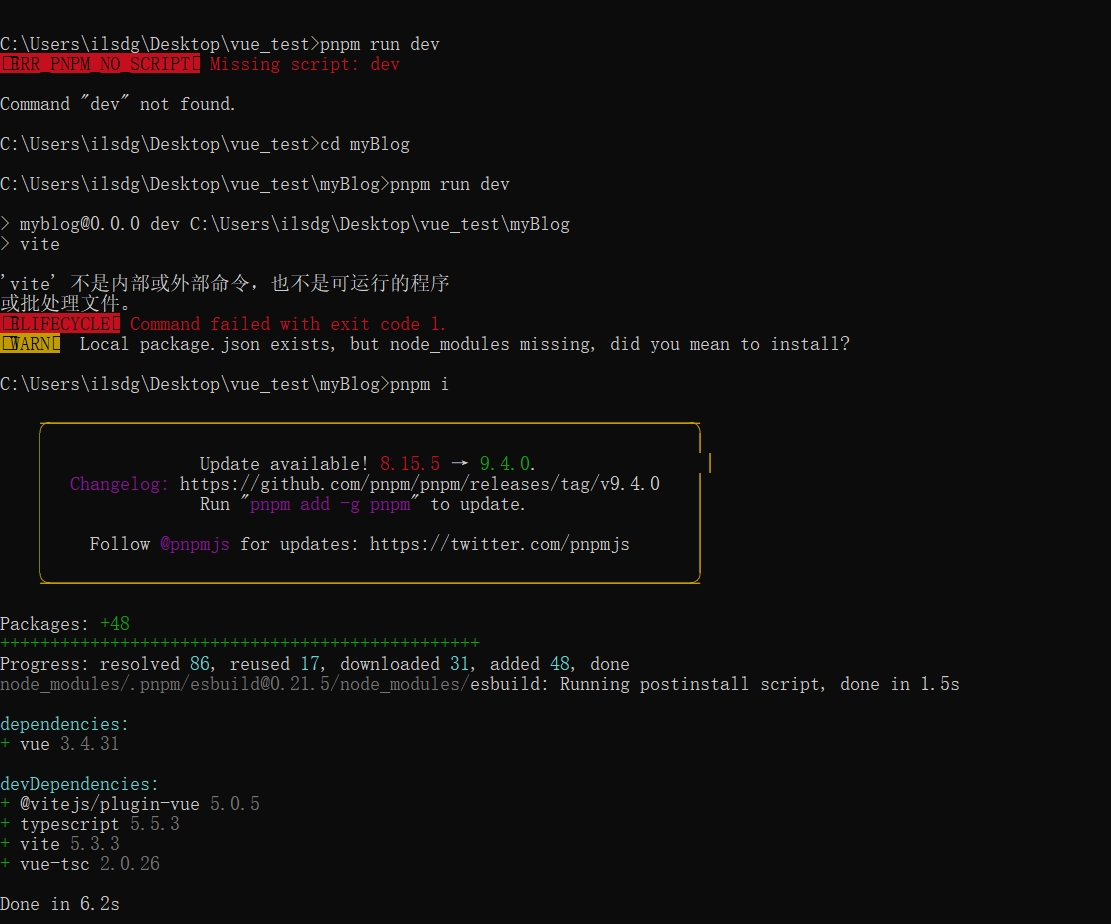 C:\Users\ilsdg\Desktop\vue_test>pnpm run dev
ERR_PNPM_NO_SCRIPT Missing script: dev
Command "dev" not found.
C:\Users\ilsdg\Desktop\vue_test>cd myBlog
C:\Users\ilsdg\Desktop\vue_test\myBlog>pnpm run dev
> myblog@0.0.0 dev C:\Users\ilsdg\Desktop\vue_test\myBlog
> vite
'vite' 不是内部或外部命令，也不是可运行的程序
或批处理文件。
ELIFECYCLE Command failed with exit code 1.
WARN Local package.json exists, but node_modules missing, did you mean to install?
C:\Users\ilsdg\Desktop\vue_test\myBlog>pnpm i
Update available! 8.15.5 → 9.4.0.
Changelog: https://github.com/pnpm/pnpm/releases/tag/v9.4.0
Run "pnpm add -g pnpm" to update.
Follow @pnpmjs for updates: https://twitter.com/pnpmjs
Packages: +48
++++++++++++++++++++++++++++++++++++++++++++++++
Progress: resolved 86, reused 17, downloaded 31, added 48, done
node_modules/.pnpm/esbuild@0.21.5/node_modules/esbuild: Running postinstall script, done in 1.5s
dependencies:
+ vue 3.4.31
devDependencies:
+ @vitejs/plugin-vue 5.0.5
+ typescript 5.5.3
+ vite 5.3.3
+ vue-tsc 2.0.26
Done in 6.2s